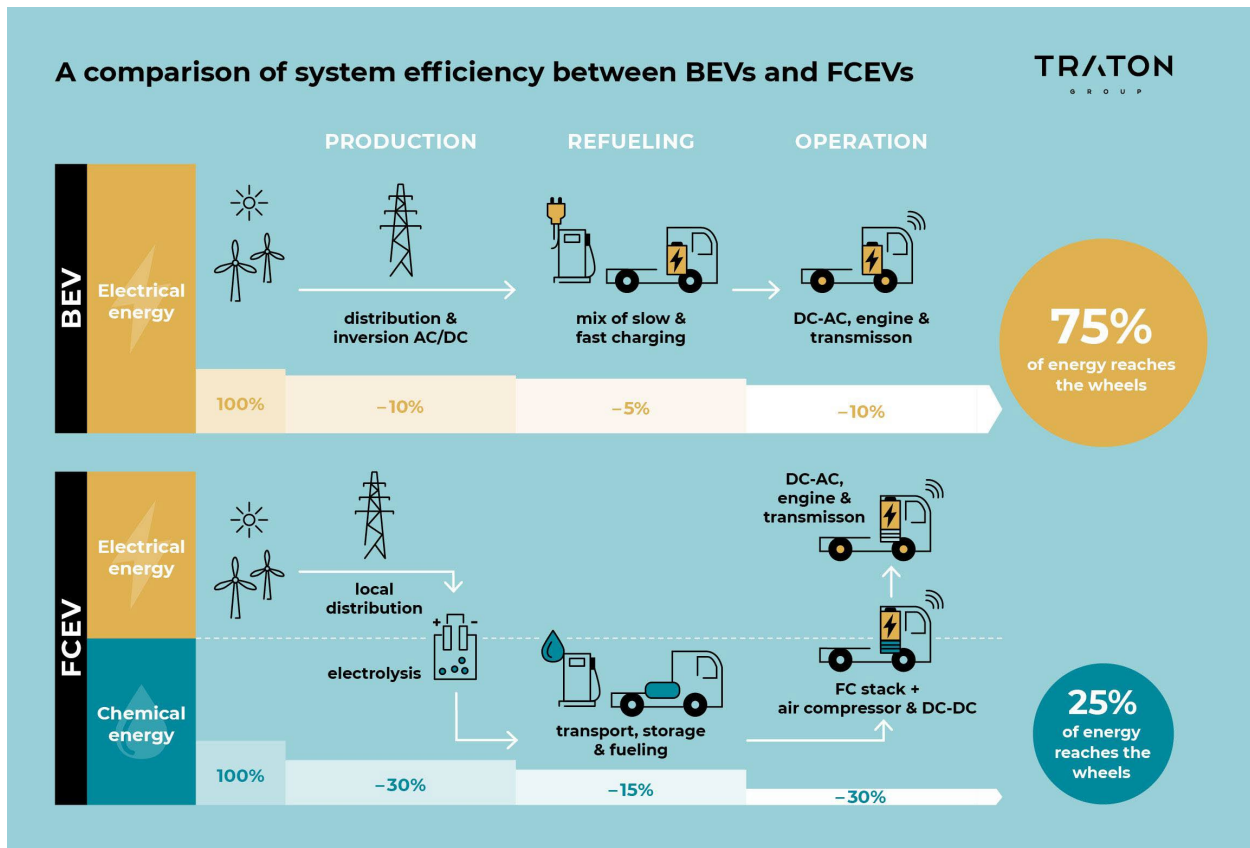 A comparison of system efficiency between BEVs and FCEVs
TRATON
GROUP
PRODUCTION
REFUELING
OPERATION
BEV
Electrical
energy
distribution &
inversion AC/DC
mix of slow &
fast charging
DC-AC, engine &
transmisson
100%
–10%
–5%
–10%
75%
of energy reaches
the wheels
FCEV
Electrical
energy
Chemical
energy
local
distribution
+ –
electrolysis
transport, storage
& fueling
DC-AC,
engine &
transmisson
FC stack +
air compressor & DC-DC
100%
–30%
–15%
–30%
25%
of energy
reaches the
wheels